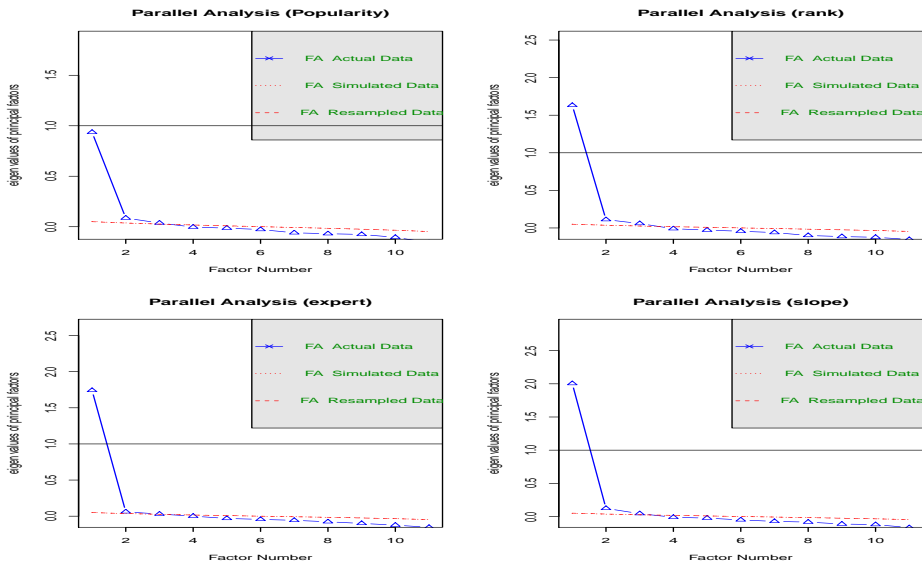 Parallel Analysis (Popularity)
eigen values of principal factors
0.0 0.5 1.0 1.5
FA Actual Data
FA Simulated Data
FA Resampled Data
2 4 6 8 10
Factor Number
Parallel Analysis (rank)
eigen values of principal factors
0.0 0.5 1.0 1.5 2.0 2.5
FA Actual Data
FA Simulated Data
FA Resampled Data
2 4 6 8 10
Factor Number
Parallel Analysis (expert)
eigen values of principal factors
0.0 0.5 1.0 1.5 2.0 2.5
FA Actual Data
FA Simulated Data
FA Resampled Data
2 4 6 8 10
Factor Number
Parallel Analysis (slope)
eigen values of principal factors
0.0 0.5 1.0 1.5 2.0 2.5
FA Actual Data
FA Simulated Data
FA Resampled Data
2 4 6 8 10
Factor Number